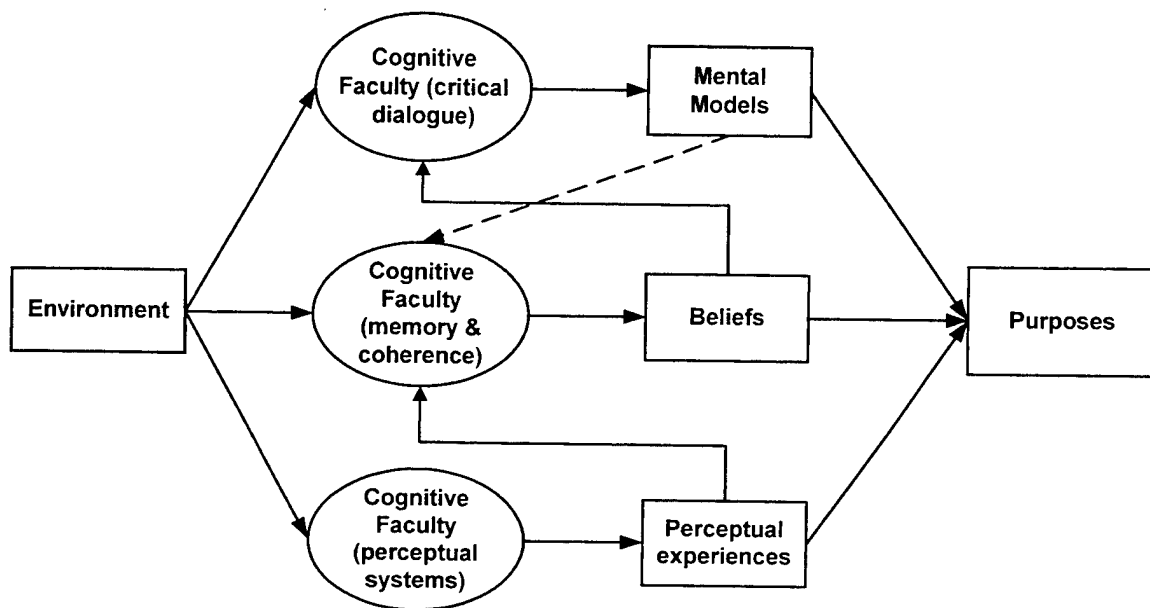 Cognitive
Faculty (critical
dialogue)
Mental
Models
Environment
Cognitive
Faculty
(memory &
coherence)
Beliefs
Purposes
Cognitive
Faculty
(perceptual
systems)
Perceptual
experiences